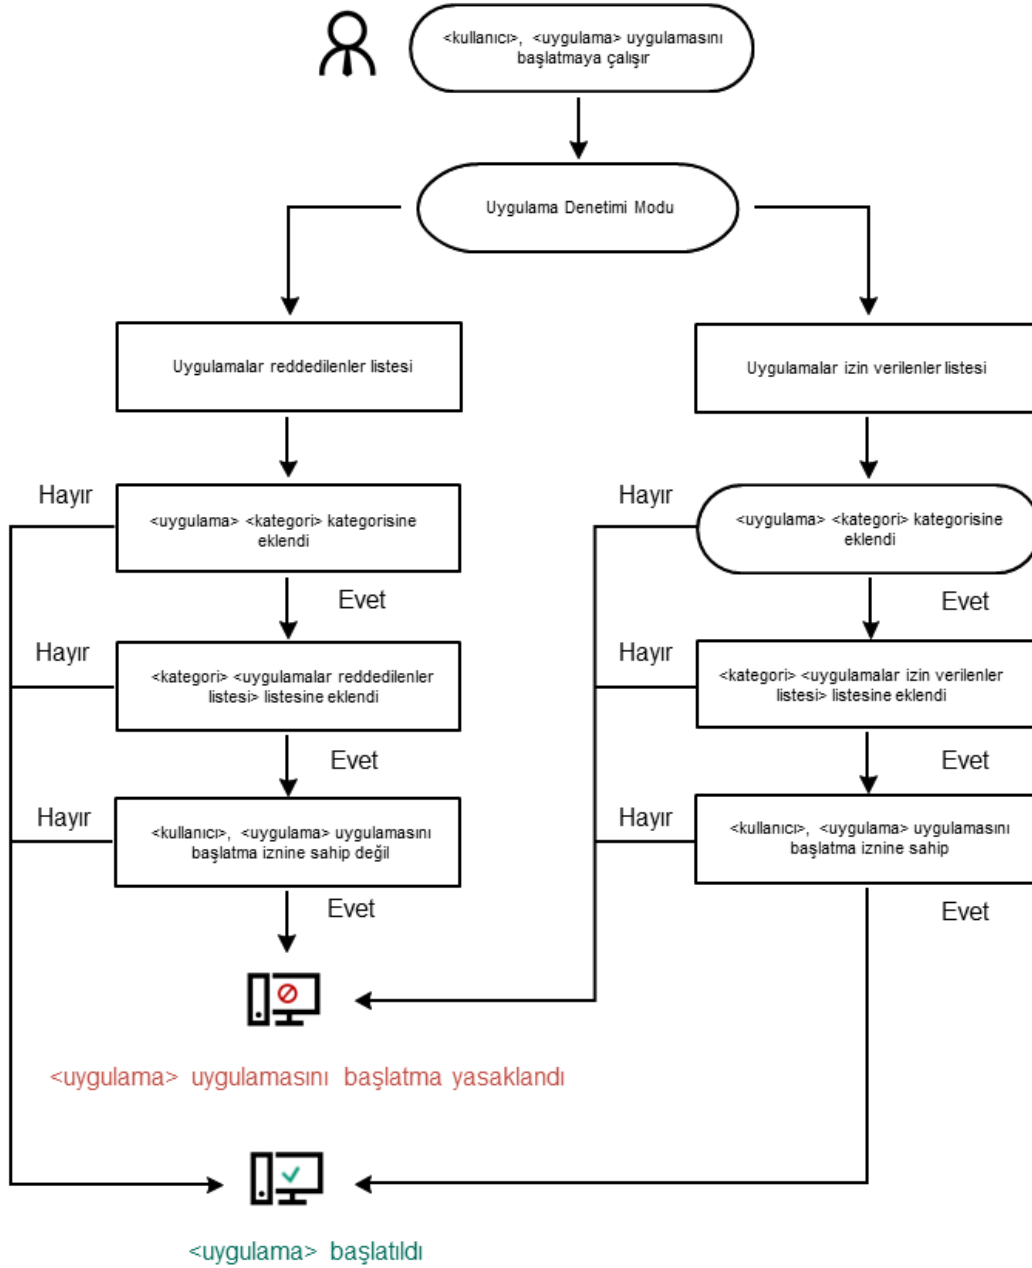 <kullanıcı>, <uygulama> uygulamasını
başlatmaya çalışır
Uygulama Denetimi Modu
Uygulamalar reddedilenler listesi
Uygulamalar izin verilenler listesi
Hayır
<uygulama> <kategori> kategorisine
eklendi
Evet
Hayır
<uygulama> <kategori> kategorisine
eklendi
Evet
Hayır
<kategori> <uygulamalar reddedilenler
listesi> listesine eklendi
Evet
Hayır
<kategori> <uygulamalar izin verilenler
listesi> listesine eklendi
Evet
Hayır
<kullanıcı>, <uygulama> uygulamasını
başlatma iznine sahip değil
Evet
Hayır
<kullanıcı>, <uygulama> uygulamasını
başlatma iznine sahip
Evet
<uygulama> uygulamasını başlatma yasaklandı
<uygulama> başlatıldı